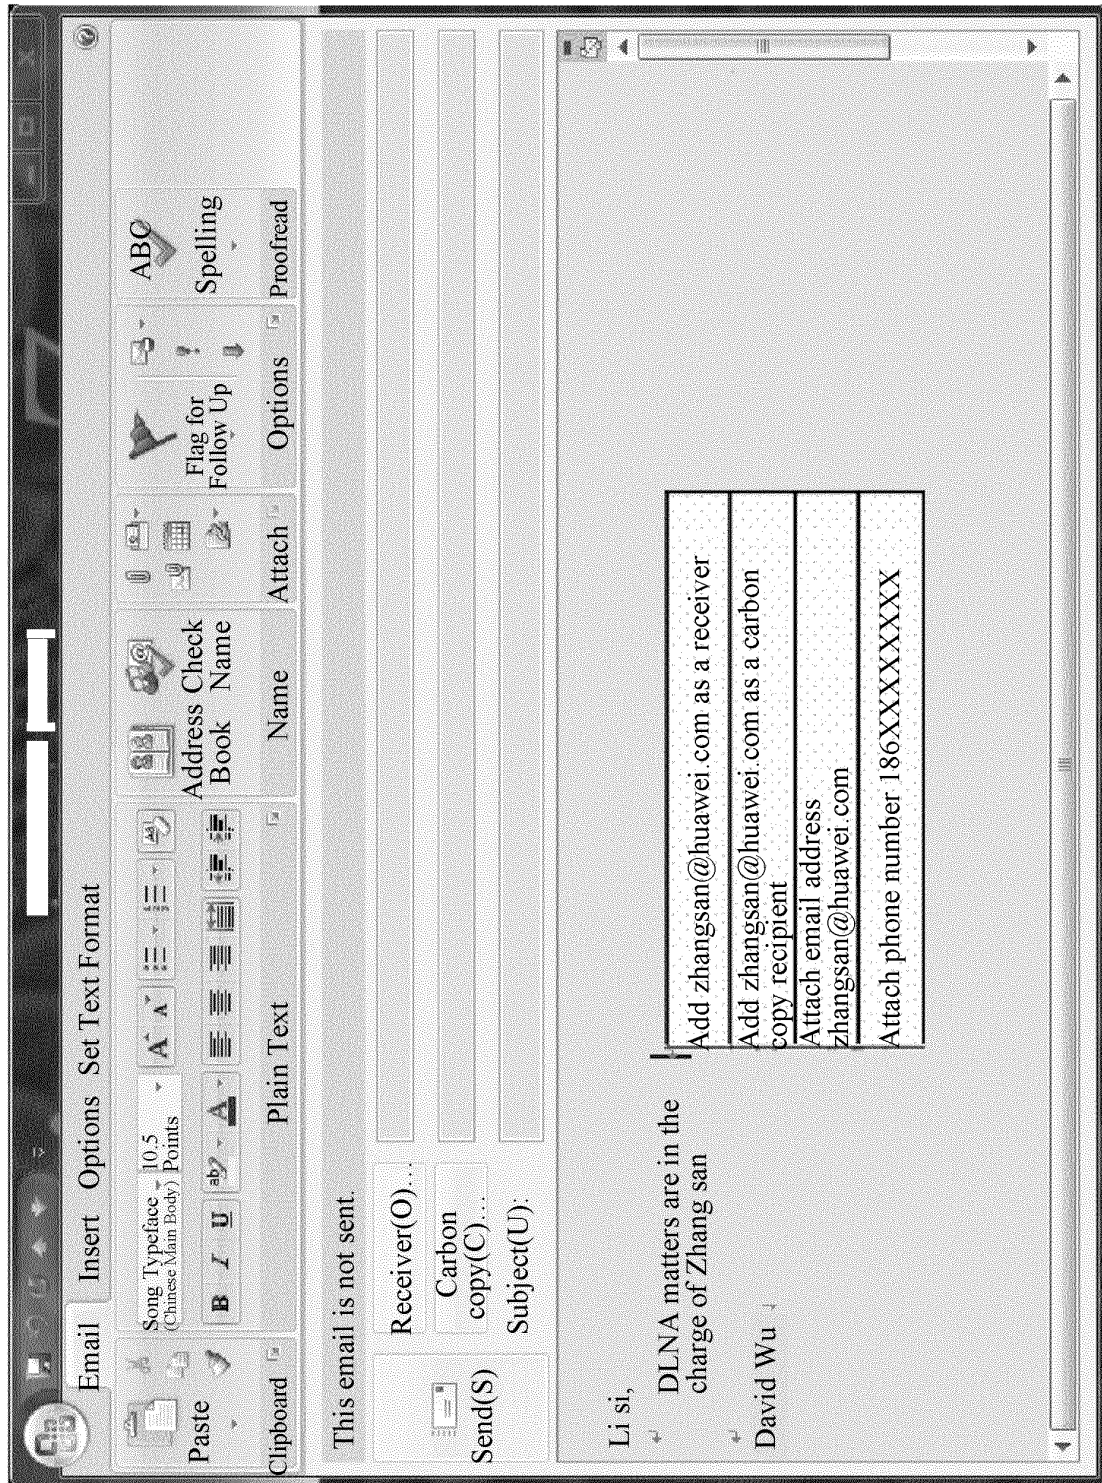 Email Insert Options Set Text Format
Paste
Clipboard
Song Typeface
(Chinese Main Body)
10.5
Points
B I U
ab
A
A A
Aa
Plain Text
Address
Book
Check
Name
Name
Attach
Flag for
Follow Up
Options
ABC
Spelling
Proofread
This email is not sent.
Send(S)
Receiver(O)...
Carbon
copy(C)...
Subject(U):
Li si,
DLNA matters are in the
charge of Zhang san
David Wu
Add zhangsan@huawei.com as a receiver
Add zhangsan@huawei.com as a carbon
copy recipient
Attach email address
zhangsan@huawei.com
Attach phone number 186XXXXXXXX